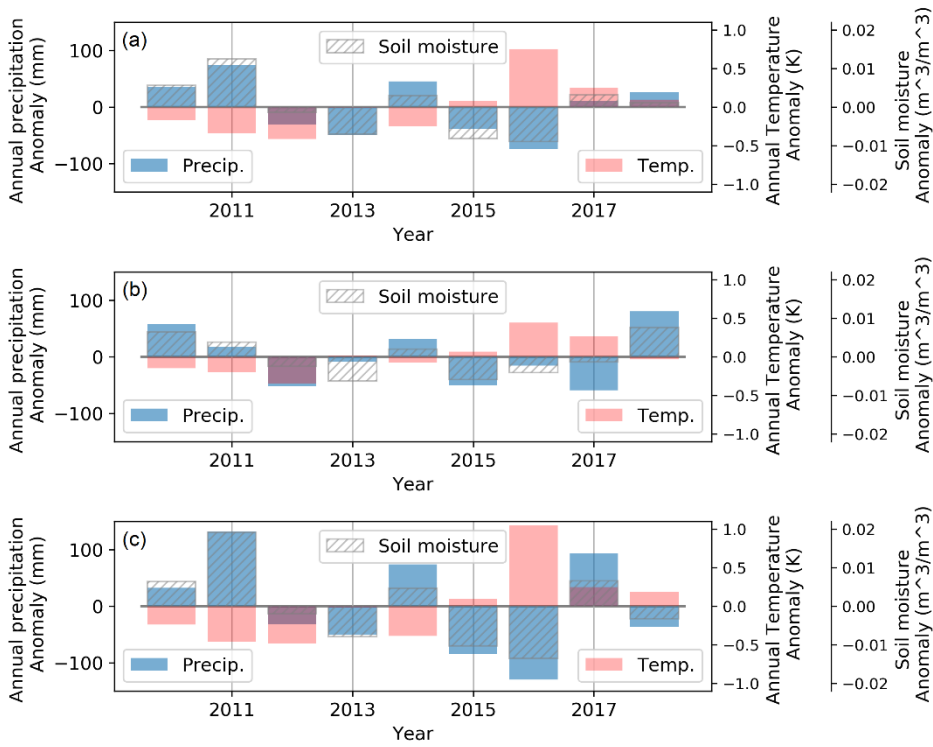 (a)
Soil moisture
Precip.
Temp.
100
0
−100
Annual precipitation
Anomaly (mm)
1.0
0.5
0.0
−0.5
−1.0
Annual Temperature
Anomaly (K)
0.02
0.01
0.00
−0.01
−0.02
Soil moisture
Anomaly (m^3/m^3)
2011
2013
2015
2017
Year
(b)
Soil moisture
Precip.
Temp.
100
0
−100
Annual precipitation
Anomaly (mm)
1.0
0.5
0.0
−0.5
−1.0
Annual Temperature
Anomaly (K)
0.02
0.01
0.00
−0.01
−0.02
Soil moisture
Anomaly (m^3/m^3)
2011
2013
2015
2017
Year
(c)
Soil moisture
Precip.
Temp.
100
0
−100
Annual precipitation
Anomaly (mm)
1.0
0.5
0.0
−0.5
−1.0
Annual Temperature
Anomaly (K)
0.02
0.01
0.00
−0.01
−0.02
Soil moisture
Anomaly (m^3/m^3)
2011
2013
2015
2017
Year